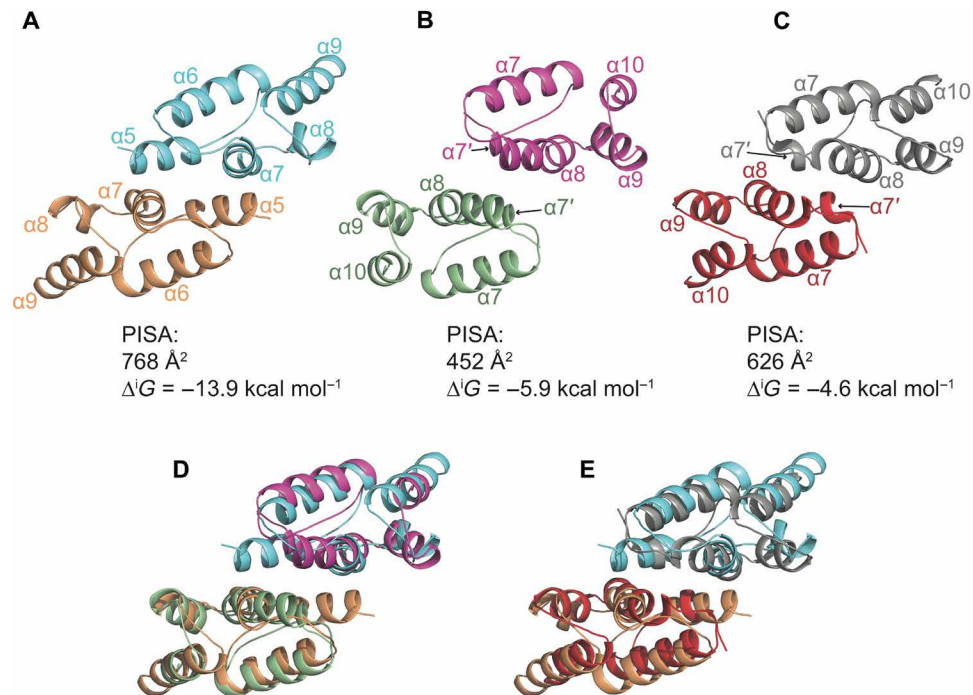 A
α9
α6
α5
α8
α7
α7
α5
α8
α6
α9
PISA:
768 Å²
ΔⁱG = –13.9 kcal mol⁻¹
B
α7
α10
α7′
α8
α9
α8
α7′
α9
α10
α7
PISA:
452 Å²
ΔⁱG = –5.9 kcal mol⁻¹
C
α7
α10
α7′
α9
α8
α8
α7′
α9
α7
α10
PISA:
626 Å²
ΔⁱG = –4.6 kcal mol⁻¹
D
E